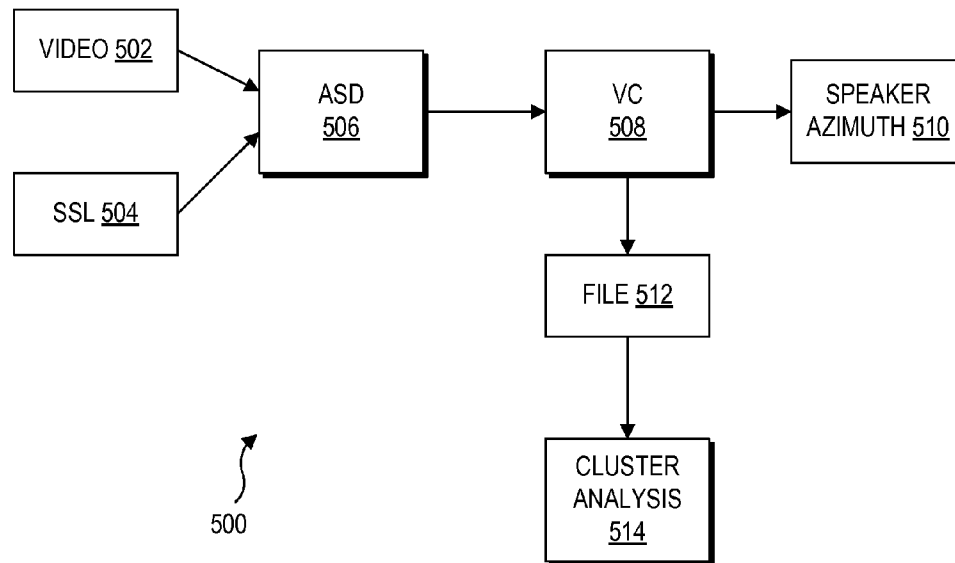 VIDEO 502
SSL 504
ASD
506
VC
508
SPEAKER
AZIMUTH 510
FILE 512
CLUSTER
ANALYSIS
514
500